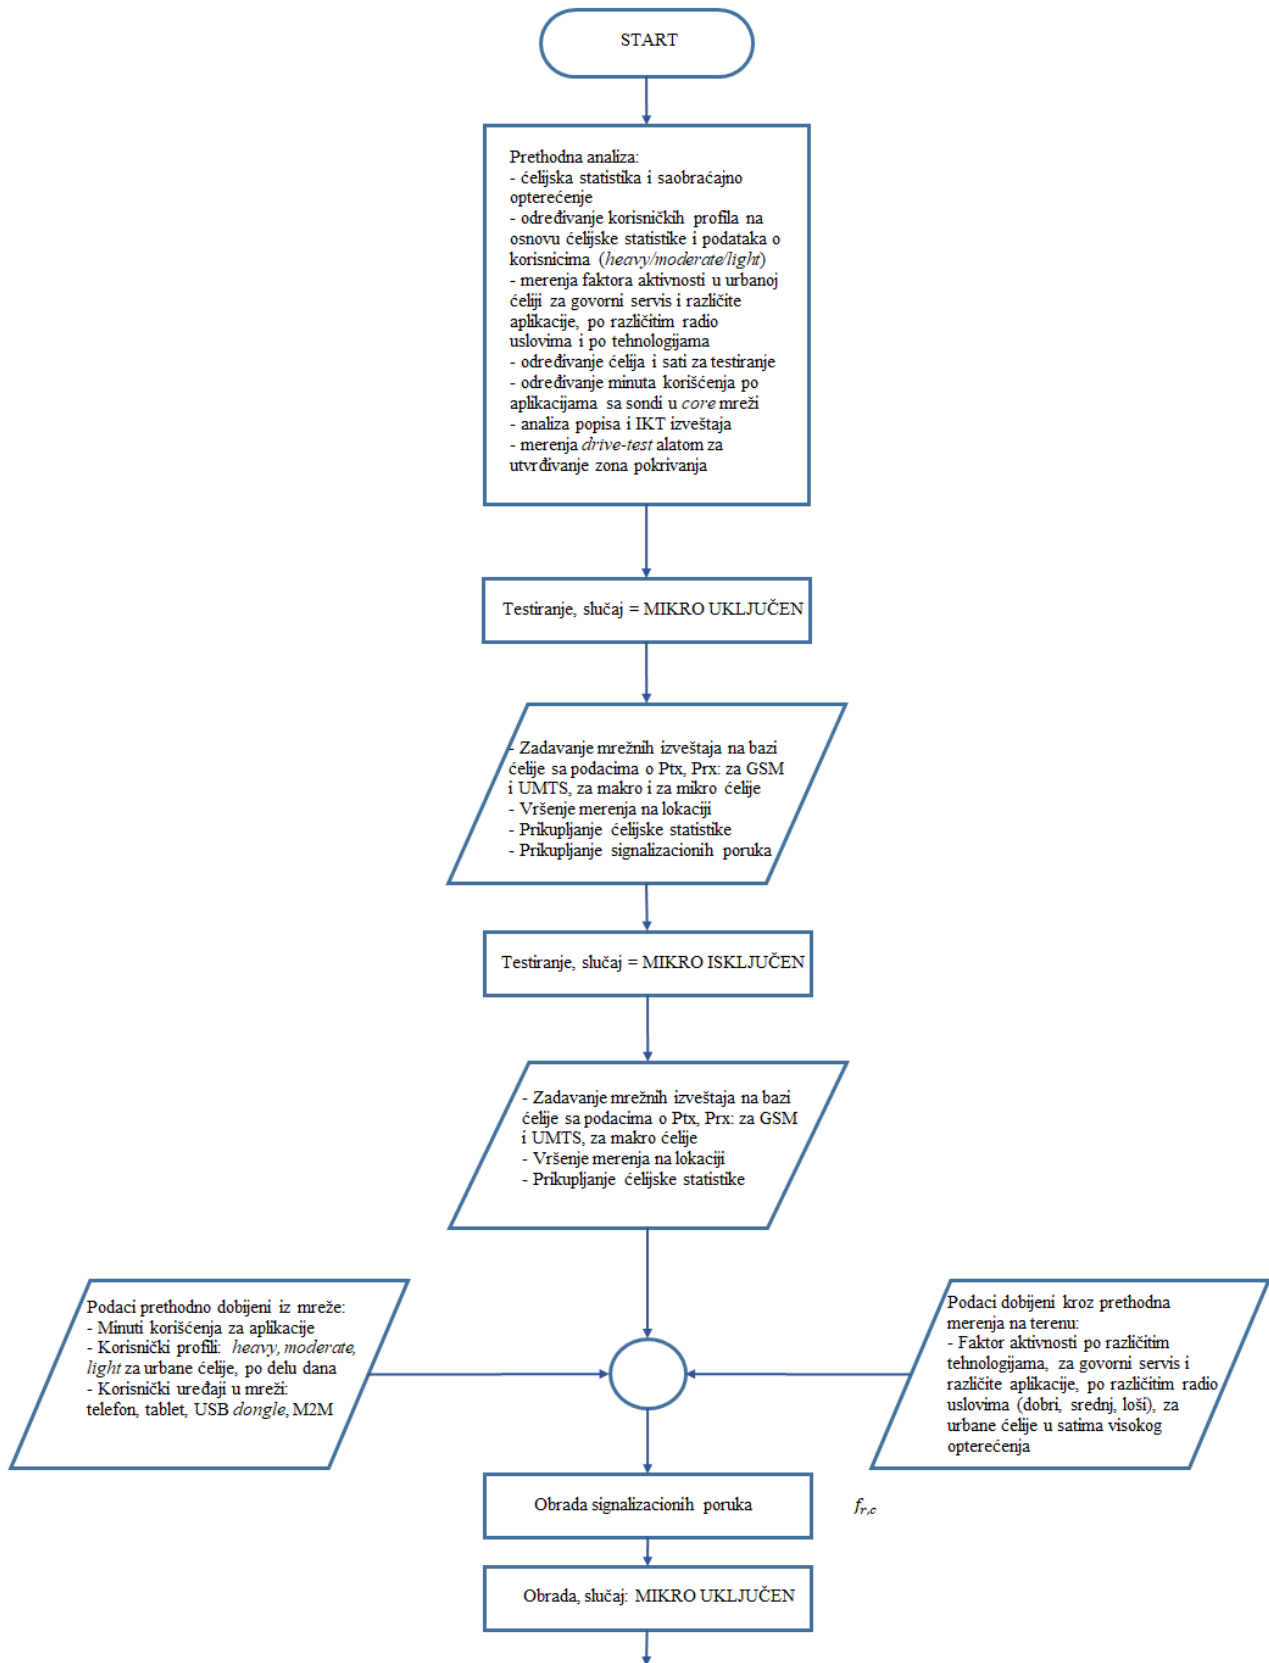 START
Prethodna analiza:
- ćelijska statistika i saobraćajno
opterećenje
- određivanje korisničkih profila na
osnovu ćelijske statistike i podataka o
korisnicima (heavy/moderate/light)
- merenja faktora aktivnosti u urbanoj
ćeliji za govorni servis i različite
aplikacije, po različitim radio
uslovima i po tehnologijama
- određivanje ćelija i sati za testiranje
- određivanje minuta korišćenja po
aplikacijama sa sondi u core mreži
- analiza popisa i IKT izveštaja
- merenja drive-test alatom za
utvrđivanje zona pokrivanja
Testiranje, slučaj = MIKRO UKLJUČEN
- Zadavanje mrežnih izveštaja na bazi
ćelije sa podacima o Ptx, Prx: za GSM
i UMTS, za makro i za mikro ćelije
- Vršenje merenja na lokaciji
- Prikupljanje ćelijske statistike
- Prikupljanje signalizacionih poruka
Testiranje, slučaj = MIKRO ISKLJUČEN
- Zadavanje mrežnih izveštaja na bazi
ćelije sa podacima o Ptx, Prx: za GSM
i UMTS, za makro ćelije
- Vršenje merenja na lokaciji
- Prikupljanje ćelijske statistike
Podaci prethodno dobijeni iz mreže:
- Minuti korišćenja za aplikacije
- Korisnički profili: heavy, moderate,
light za urbane ćelije, po delu dana
- Korisnički uređaji u mreži:
telefon, tablet, USB dongle, M2M
Podaci dobijeni kroz prethodna
merenja na terenu:
- Faktor aktivnosti po različitim
tehnologijama, za govorni servis i
različite aplikacije, po različitim radio
uslovima (dobri, srednj, loši), za
urbane ćelije u satima visokog
opterećenja
Obrada signalizacionih poruka
f_{r,c}
Obrada, slučaj: MIKRO UKLJUČEN